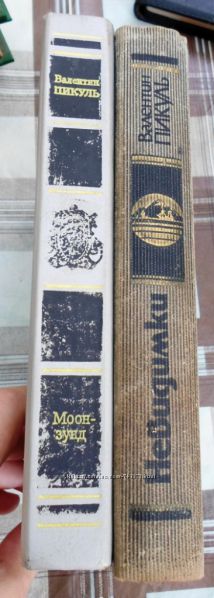 Валентин
ПИКУЛЬ
Моон-
зунд
Валентин
ПИКУЛЬ
Невидимки